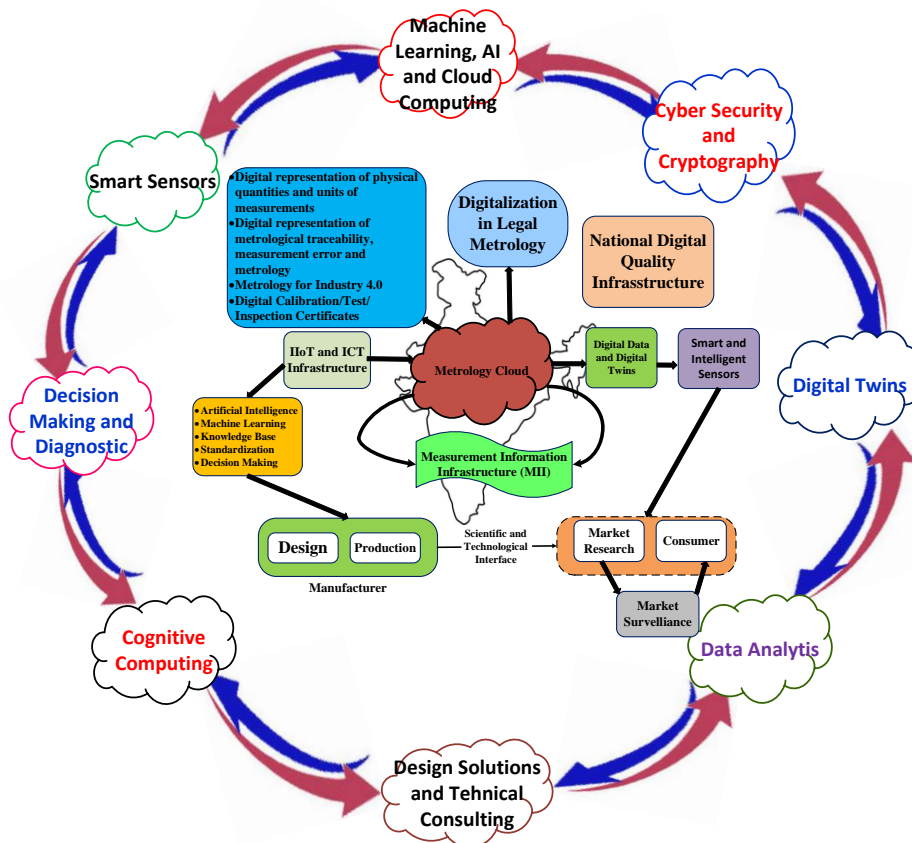 Machine
Learning, AI
and Cloud
Computing
Cyber Security
and
Cryptography
Smart Sensors
•Digital representation of physical
quantities and units of
measurements
•Digital representation of
metrological traceability,
measurement error and
metrology
•Metrology for Industry 4.0
•Digital Calibration/Test/
Inspection Certificates
Digitalization
in Legal
Metrology
National Digital
Quality
Infrasstructure
IIoT and ICT
Infrastructure
Metrology Cloud
Digital Data
and Digital
Twins
Smart and
Intelligent
Sensors
Decision
Making and
Diagnostic
Digital Twins
•Artificial Intelligence
•Machine Learning
•Knowledge Base
•Standardization
•Decision Making
Measurement Information
Infrastructure (MII)
Design
Production
Manufacturer
Scientific and
Technological
Interface
Market
Research
Consumer
Market
Survelliance
Cognitive
Computing
Data Analytis
Design Solutions
and Tehnical
Consulting